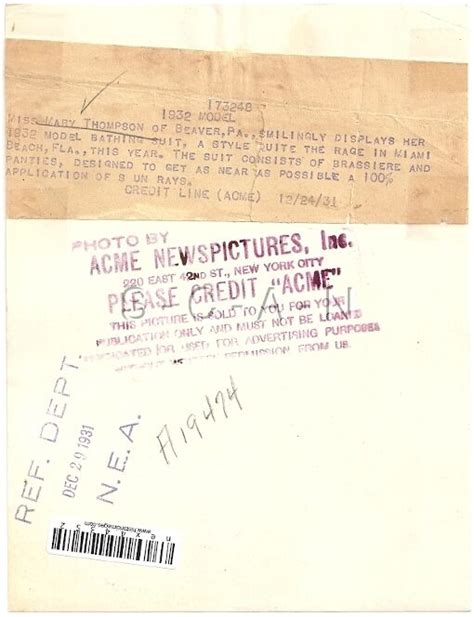 173248
1932 MODEL
MISS MARY THOMPSON OF BEAVER, PA., SMILINGLY DISPLAYS HER
1932 MODEL BATHING SUIT, A STYLE QUITE THE RAGE IN MIAMI
BEACH, FLA., THIS YEAR. THE SUIT CONSISTS OF BRASSIERE AND
PANTIES, DESIGNED TO GET AS NEAR AS POSSIBLE A 100%
APPLICATION OF S UN RAYS.
CREDIT LINE (ACME) 12/24/31
PHOTO BY
ACME NEWSPICTURES, Inc.
220 EAST 42ND ST., NEW YORK CITY
PLEASE CREDIT "ACME"
THIS PICTURE IS SOLD TO YOU FOR YOUR
PUBLICATION ONLY AND MUST NOT BE LOANED
SYNDICATED OR USED FOR ADVERTISING PURPOSES
WITHOUT WRITTEN PERMISSION FROM US.
A19474
REF. DEPT.
DEC 29 1931
N.E.A.
www.historicimages.com